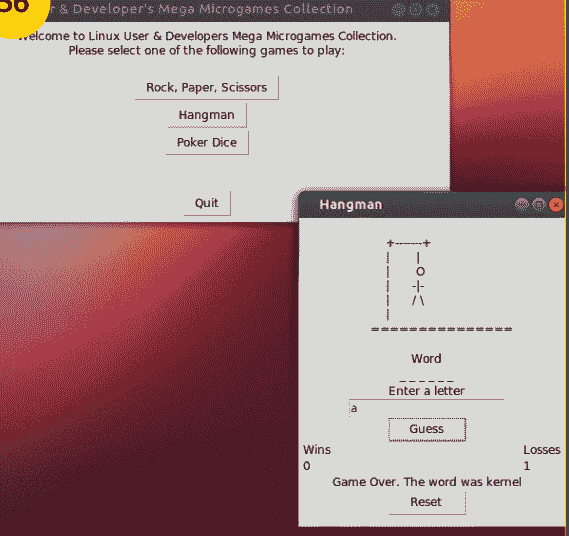 56
r & Developer's Mega Microgames Collection
Welcome to Linux User & Developers Mega Microgames Collection.
Please select one of the following games to play:
Rock, Paper, Scissors
Hangman
Poker Dice
Quit
Hangman
+-------+
| |
| O
| -|-
| / \
|
===============
Word
_ _ _ _ _ _
Enter a letter
a
Guess
Wins Losses
0 1
Game Over. The word was kernel
Reset